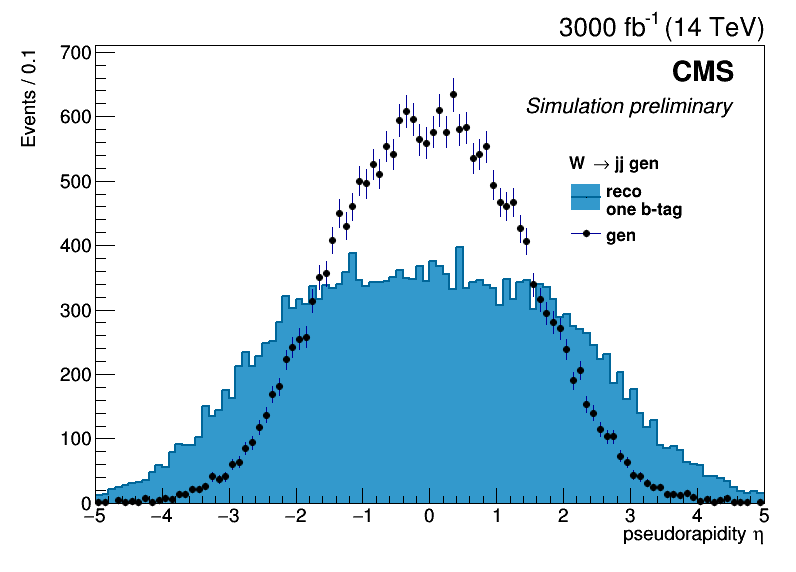 3000 fb-1 (14 TeV)
CMS
Simulation preliminary
W → jj gen
reco
one b-tag
gen
Events / 0.1
700
600
500
400
300
200
100
0
−5 −4 −3 −2 −1 0 1 2 3 4 5
pseudorapidity η